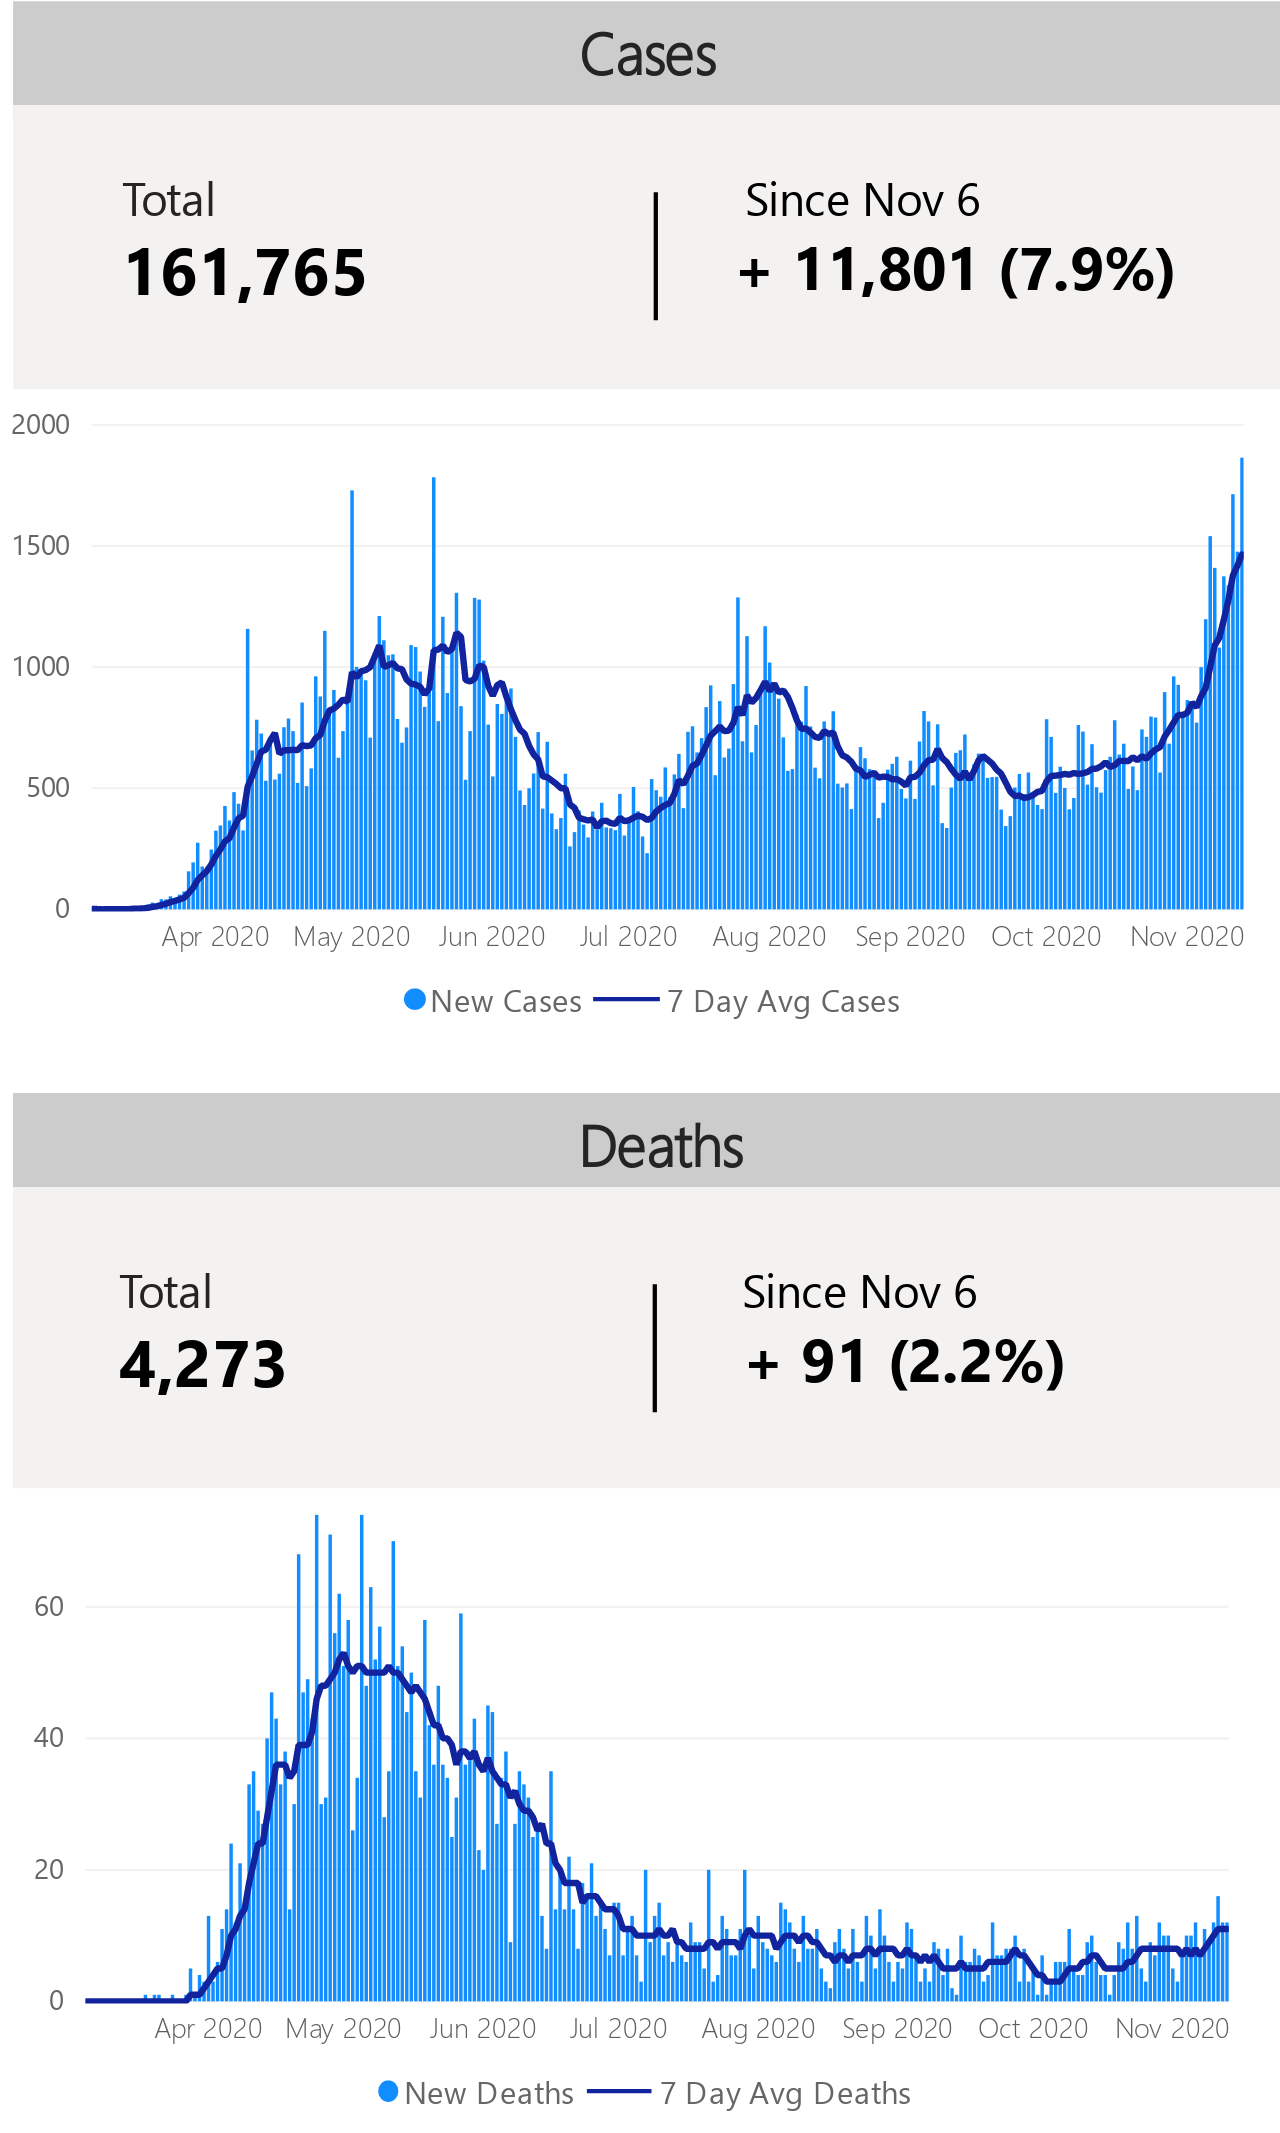 Cases
Total
Since Nov 6
161,765
+ 11,801 (7.9%)
2000
1500
1000
500
0
Apr 2020 May 2020 Jun 2020 Jul 2020 Aug 2020 Sep 2020 Oct 2020 Nov 2020
New Cases 7 Day Avg Cases
Deaths
Total
Since Nov 6
4,273
+ 91 (2.2%)
60
40
20
0
Apr 2020 May 2020 Jun 2020 Jul 2020 Aug 2020 Sep 2020 Oct 2020 Nov 2020
New Deaths 7 Day Avg Deaths